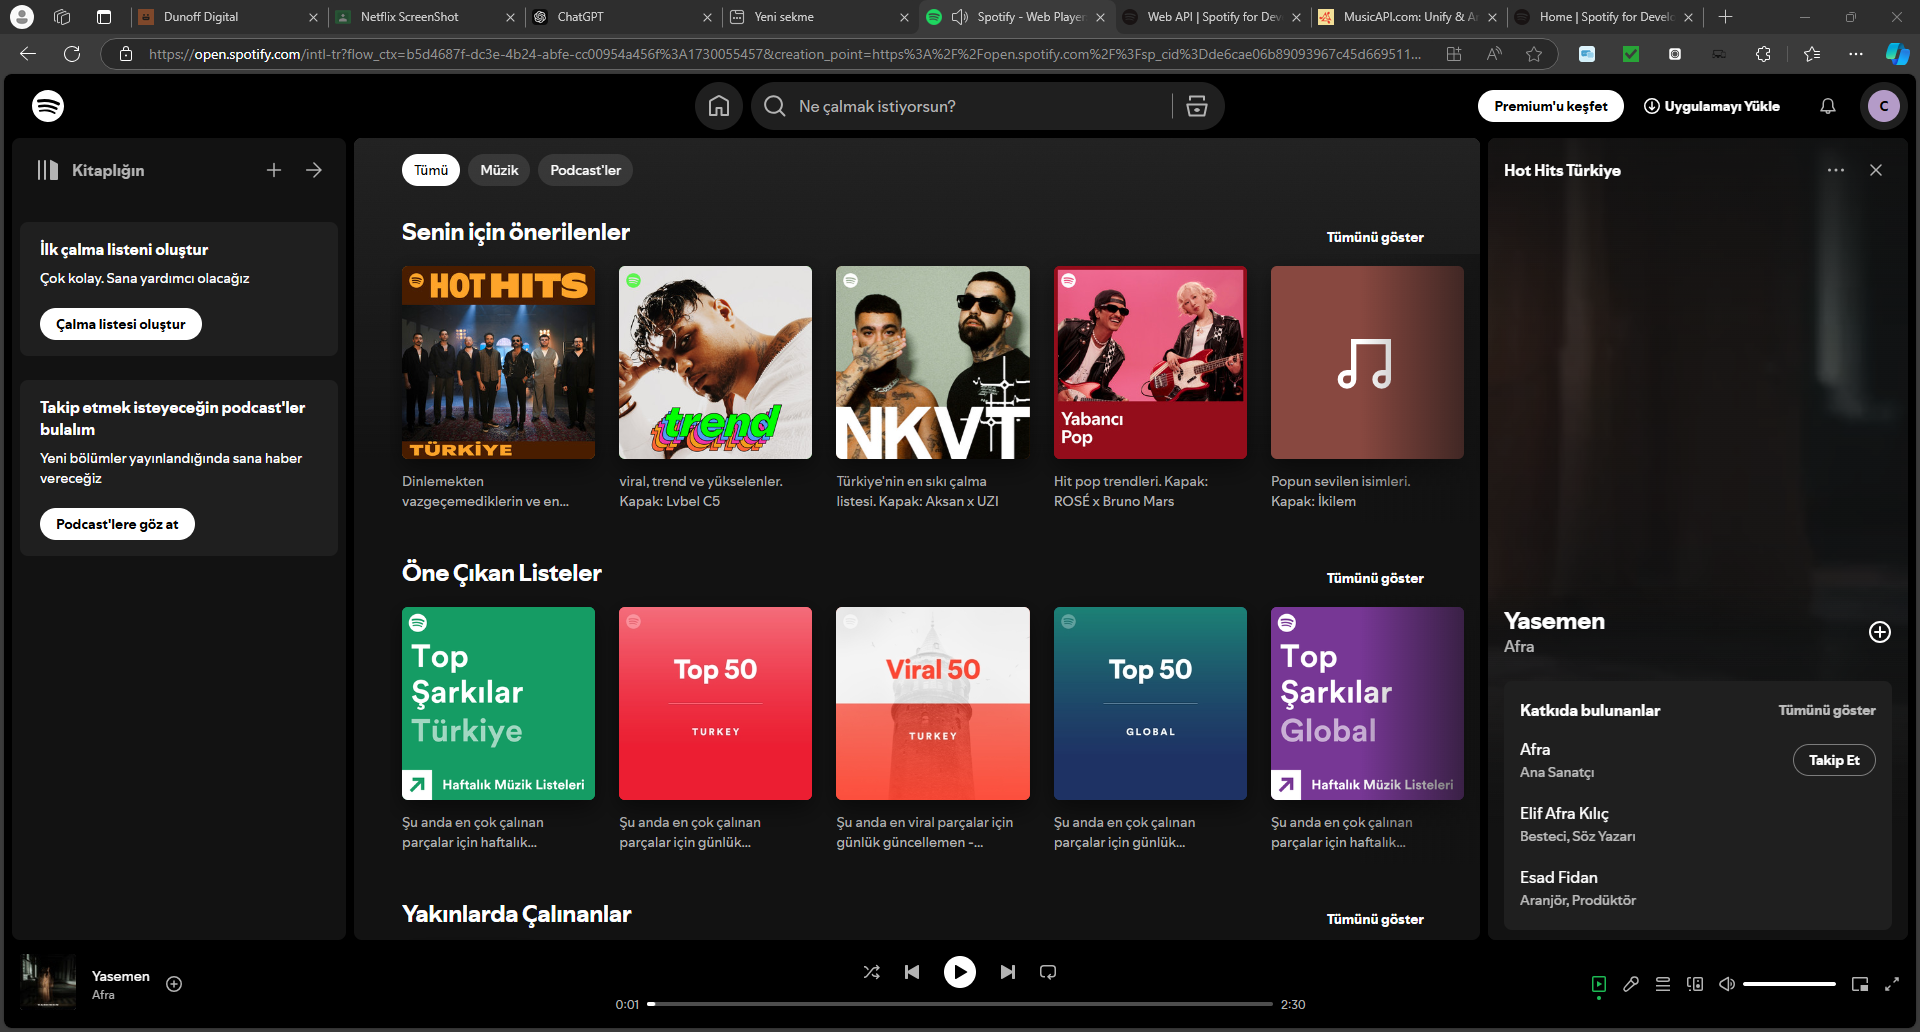 Dunoff Digital
Netflix ScreenShot
ChatGPT
Yeni sekme
Spotify - Web Player
Web API | Spotify for Dev
MusicAPI.com: Unify & A
Home | Spotify for Develo
https://open.spotify.com/intl-tr?flow_ctx=b5d4687f-dc3e-4b24-abfe-cc00954a456f%3A1730055457&creation_point=https%3A%2F%2Fopen.spotify.com%2F%3Fsp_cid%3Dde6cae06b89093967c45d669511...
Ne çalmak istiyorsun?
Premium'u keşfet
Uygulamayı Yükle
C
Kitaplığın
İlk çalma listeni oluştur
Çok kolay. Sana yardımcı olacağız
Çalma listesi oluştur
Takip etmek isteyeceğin podcast'ler
bulalım
Yeni bölümler yayınlandığında sana haber
vereceğiz
Podcast'lere göz at
Tümü
Müzik
Podcast'ler
Senin için önerilenler
Tümünü göster
HOT HITS
TÜRKİYE
Dinlemekten
vazgeçemediklerin ve en...
trend
viral, trend ve yükselenler.
Kapak: Lvbel C5
NKVT
Türkiye'nin en sıkı çalma
listesi. Kapak: Aksan x UZI
Yabancı
Pop
Hit pop trendleri. Kapak:
ROSÉ x Bruno Mars
Popun sevilen isimleri.
Kapak: İkilem
Öne Çıkan Listeler
Tümünü göster
Top
Şarkılar
Türkiye
Haftalık Müzik Listeleri
Şu anda en çok çalınan
parçalar için haftalık...
Top 50
TURKEY
Şu anda en çok çalınan
parçalar için günlük...
Viral 50
TURKEY
Şu anda en viral parçalar için
günlük güncellemen -...
Top 50
GLOBAL
Şu anda en çok çalınan
parçalar için günlük...
Top
Şarkılar
Global
Haftalık Müzik Listeleri
Şu anda en çok çalınan
parçalar için haftalık...
Yakınlarda Çalınanlar
Tümünü göster
Hot Hits Türkiye
Yasemen
Afra
Katkıda bulunanlar
Tümünü göster
Afra
Ana Sanatçı
Takip Et
Elif Afra Kılıç
Besteci, Söz Yazarı
Esad Fidan
Aranjör, Prodüktör
Yasemen
Afra
0:01
2:30